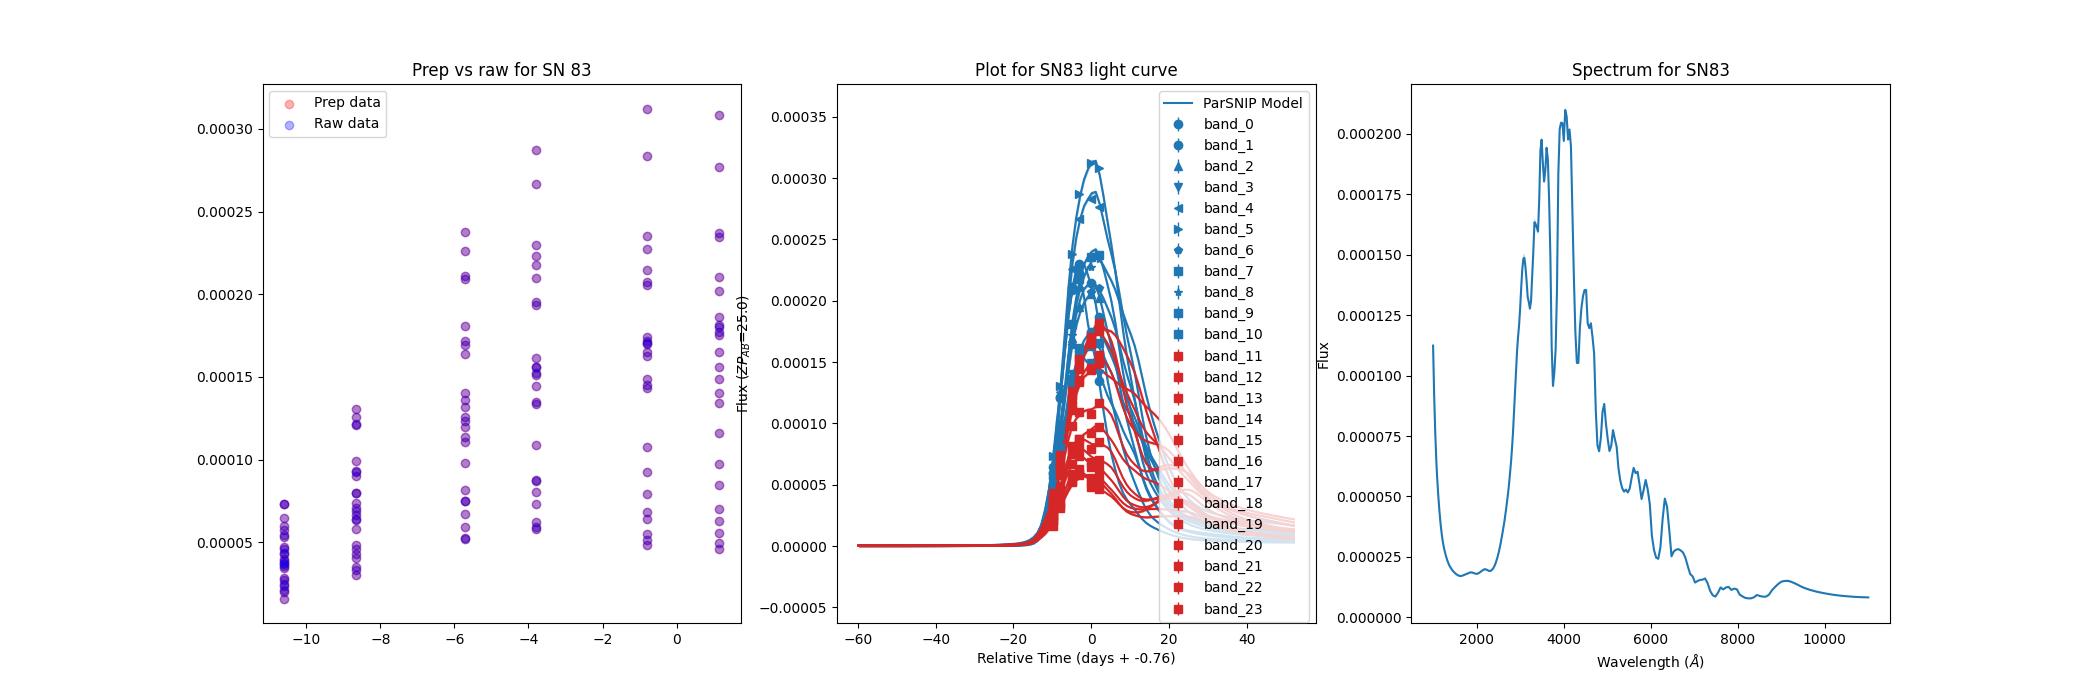 Prep vs raw for SN 83
Prep data
Raw data
0.00030
0.00025
0.00020
0.00015
0.00010
0.00005
−10
−8
−6
−4
−2
0
Plot for SN83 light curve
ParSNIP Model
band_0
band_1
band_2
band_3
band_4
band_5
band_6
band_7
band_8
band_9
band_10
band_11
band_12
band_13
band_14
band_15
band_16
band_17
band_18
band_19
band_20
band_21
band_22
band_23
Flux (ZP_AB=25.0)
0.00035
0.00030
0.00025
0.00020
0.00015
0.00010
0.00005
0.00000
−0.00005
−60
−40
−20
0
20
40
Relative Time (days + -0.76)
Spectrum for SN83
Flux
0.000200
0.000175
0.000150
0.000125
0.000100
0.000075
0.000050
0.000025
0.000000
2000
4000
6000
8000
10000
Wavelength (Å)